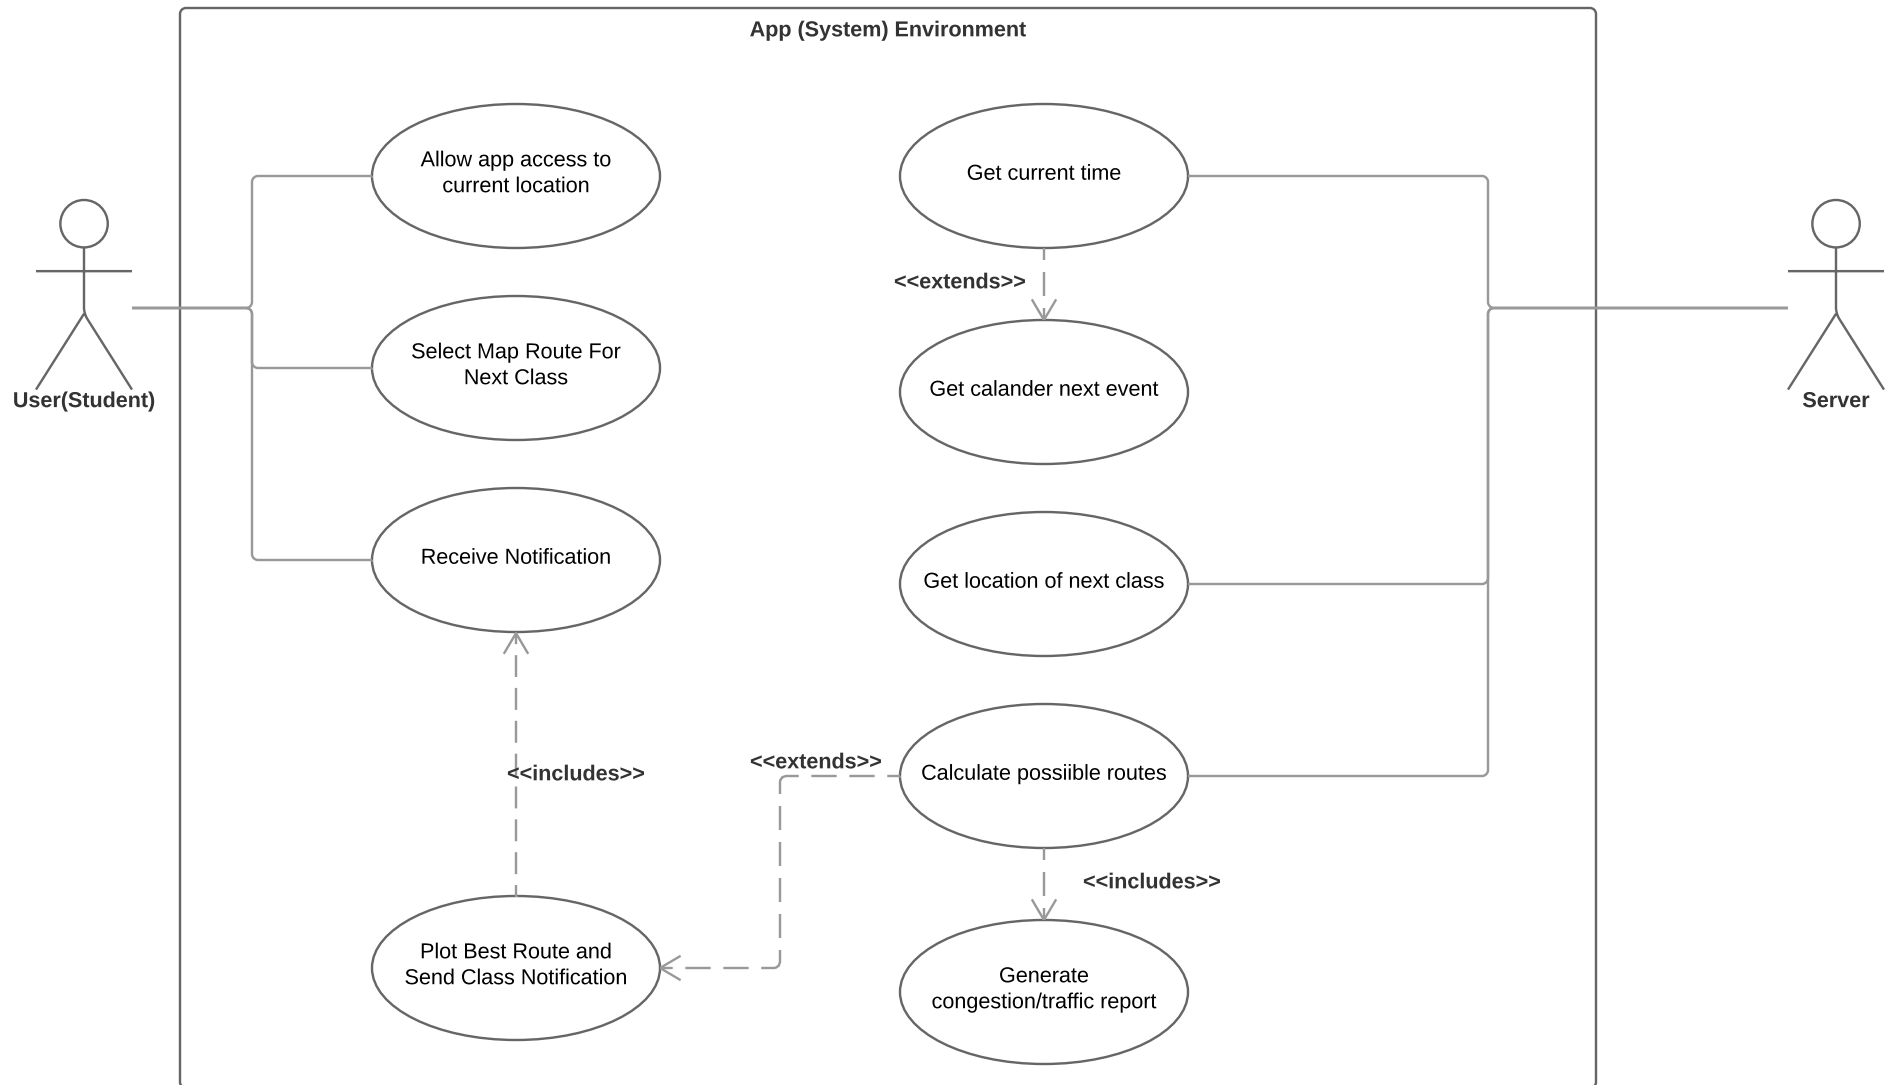 App (System) Environment
Allow app access to
current location
Get current time
<<extends>>
Select Map Route For
Next Class
Get calander next event
User(Student)
Server
Receive Notification
Get location of next class
<<includes>>
<<extends>>
Calculate possiible routes
<<includes>>
Plot Best Route and
Send Class Notification
Generate
congestion/traffic report